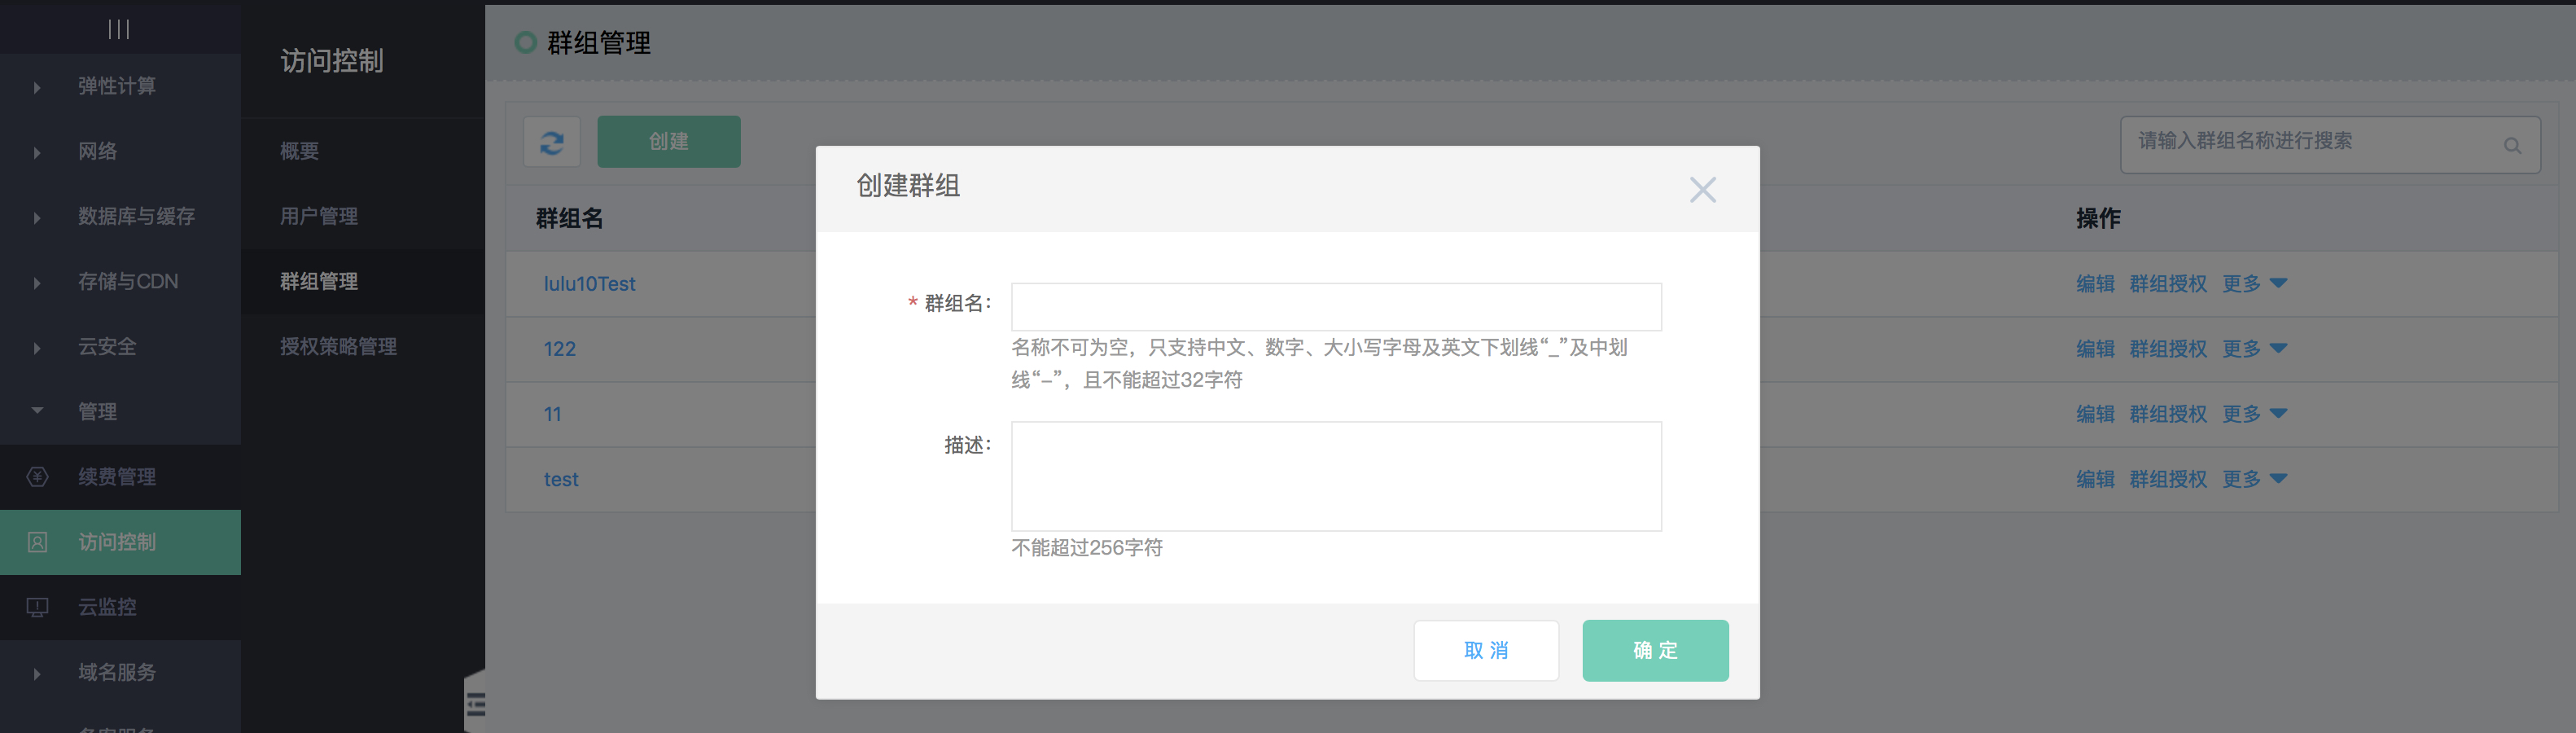 弹性计算
网络
数据库与缓存
存储与CDN
云安全
管理
续费管理
访问控制
云监控
域名服务
访问控制
概要
用户管理
群组管理
授权策略管理
群组管理
创建
请输入群组名称进行搜索
群组名
操作
lulu10Test
编辑 群组授权 更多
122
编辑 群组授权 更多
11
编辑 群组授权 更多
test
编辑 群组授权 更多
创建群组
* 群组名：
名称不可为空，只支持中文、数字、大小写字母及英文下划线“_”及中划
线“-”，且不能超过32字符
描述：
不能超过256字符
取 消
确 定